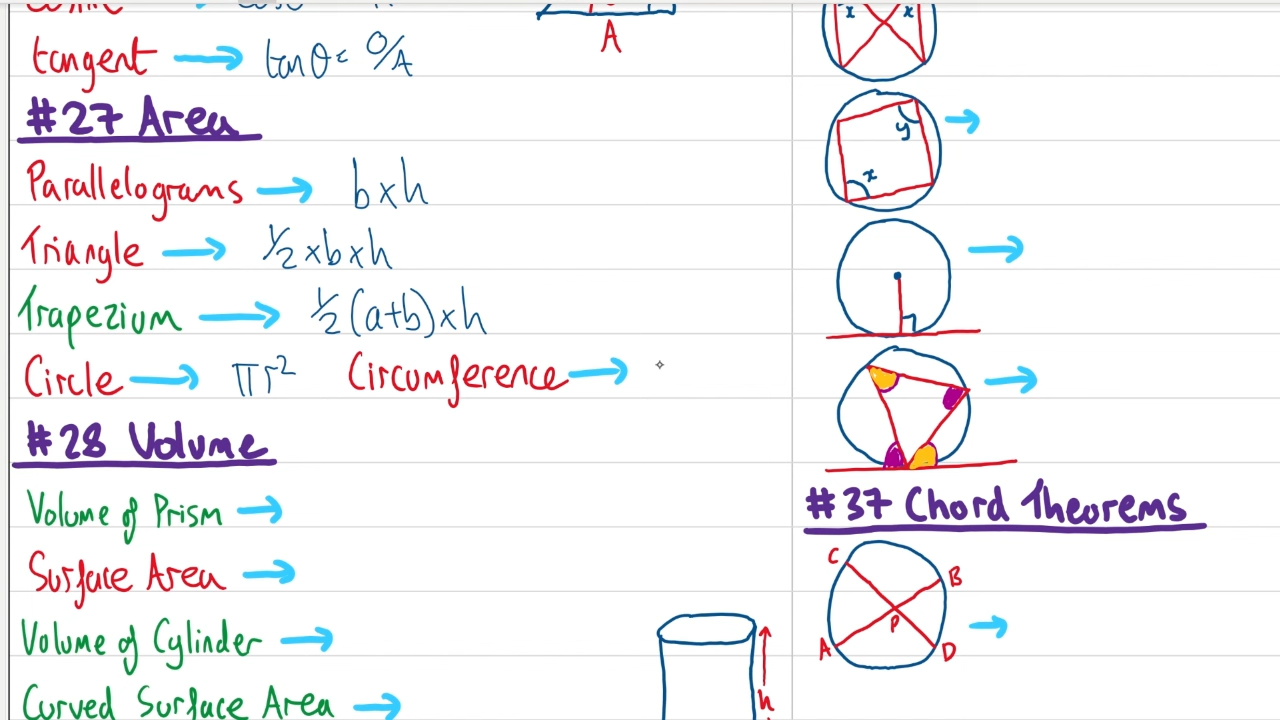 tangent → tanθ = O/A
A
#27 Area
Parallelograms → b×h
Triangle → 1/2 ×b×h
Trapezium → 1/2 (a+b)×h
Circle → πr² Circumference →
#28 Volume
Volume of Prism →
Surface Area →
Volume of Cylinder →
Curved Surface Area →
h
x x
y
x
#37 Chord Theorems
C
B
P
A
D